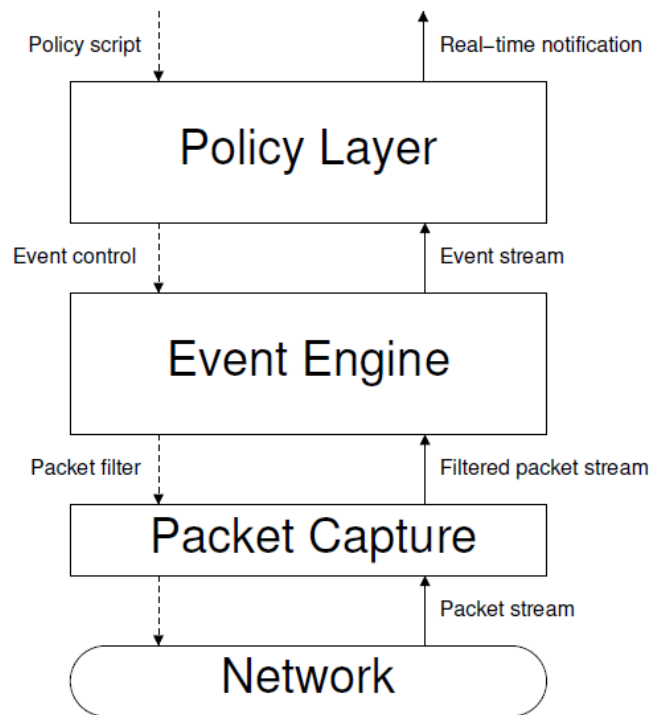 Policy script
Real-time notification
Policy Layer
Event control
Event stream
Event Engine
Packet filter
Filtered packet stream
Packet Capture
Packet stream
Network